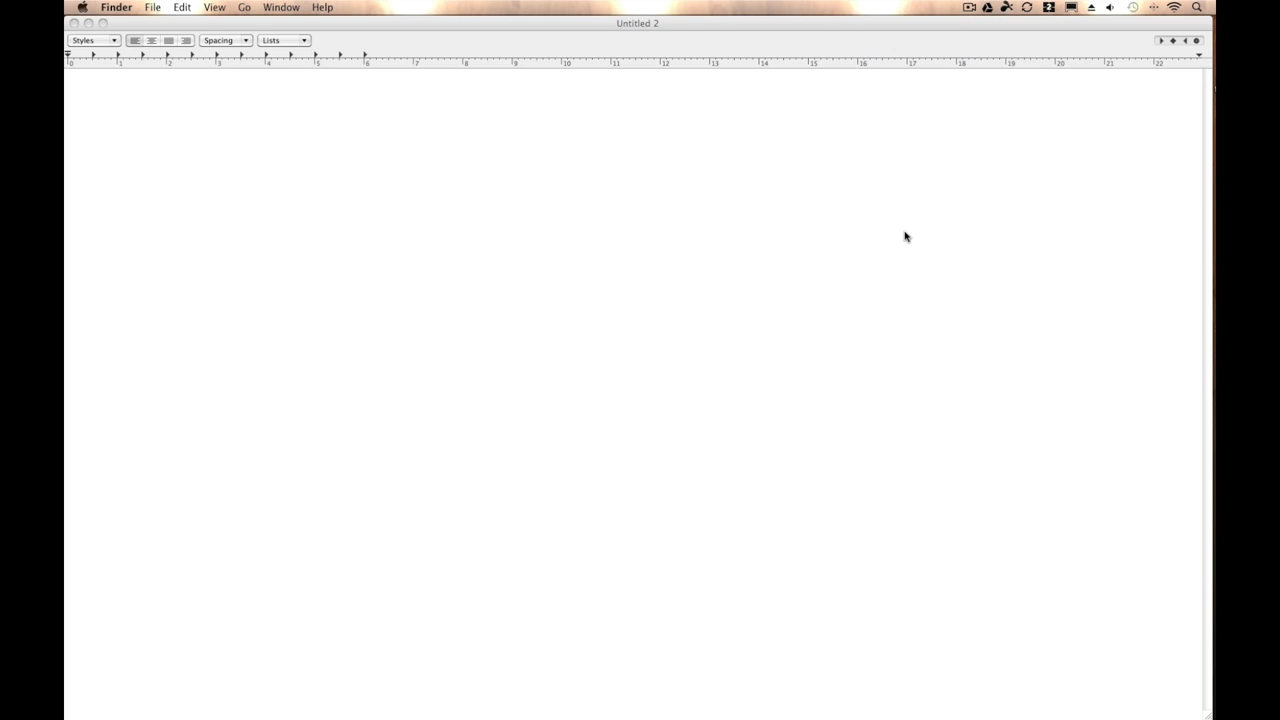 Finder File Edit View Go Window Help
Untitled 2
Styles Spacing Lists
0 1 2 3 4 5 6 7 8 9 10 11 12 13 14 15 16 17 18 19 20 21 22